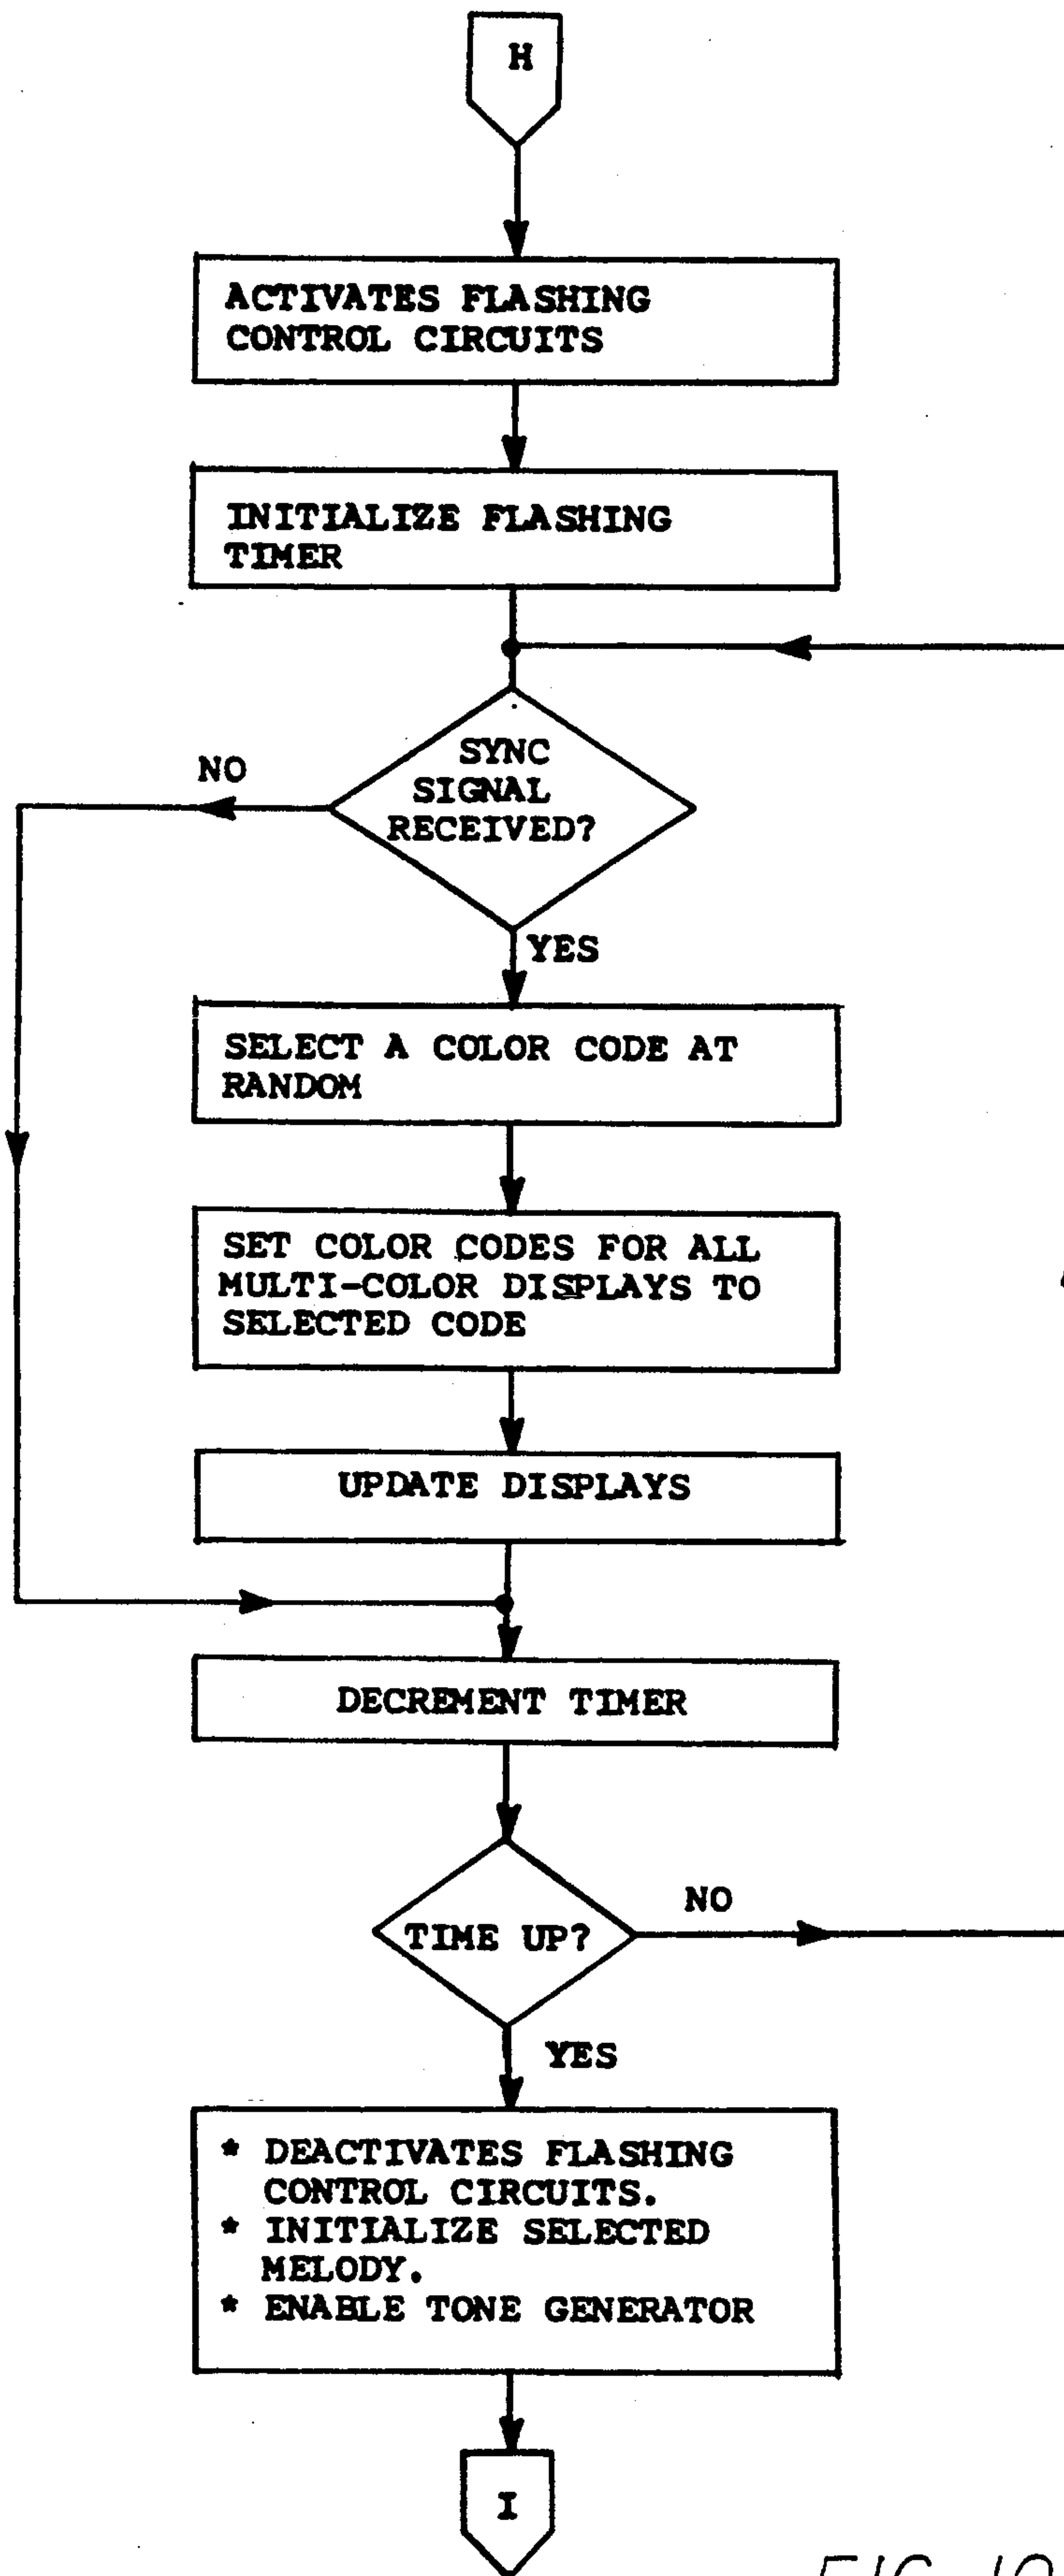 H
ACTIVATES FLASHING
CONTROL CIRCUITS
INITIALIZE FLASHING
TIMER
SYNC
SIGNAL
RECEIVED?
NO
YES
SELECT A COLOR CODE AT
RANDOM
SET COLOR CODES FOR ALL
MULTI-COLOR DISPLAYS TO
SELECTED CODE
UPDATE DISPLAYS
DECREMENT TIMER
TIME UP?
NO
YES
* DEACTIVATES FLASHING
CONTROL CIRCUITS.
* INITIALIZE SELECTED
MELODY.
* ENABLE TONE GENERATOR
I